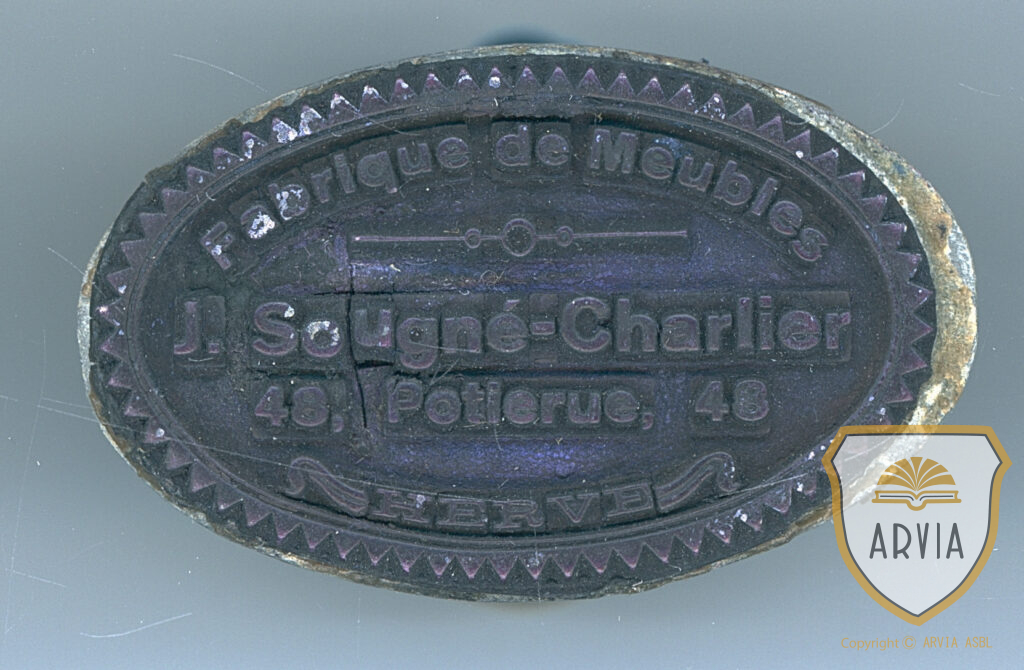 Fabrique de Meubles
J. Sougné-Charlier
48, Potierue, 48
HERVE
ARVIA
Copyright © ARVIA ASBL